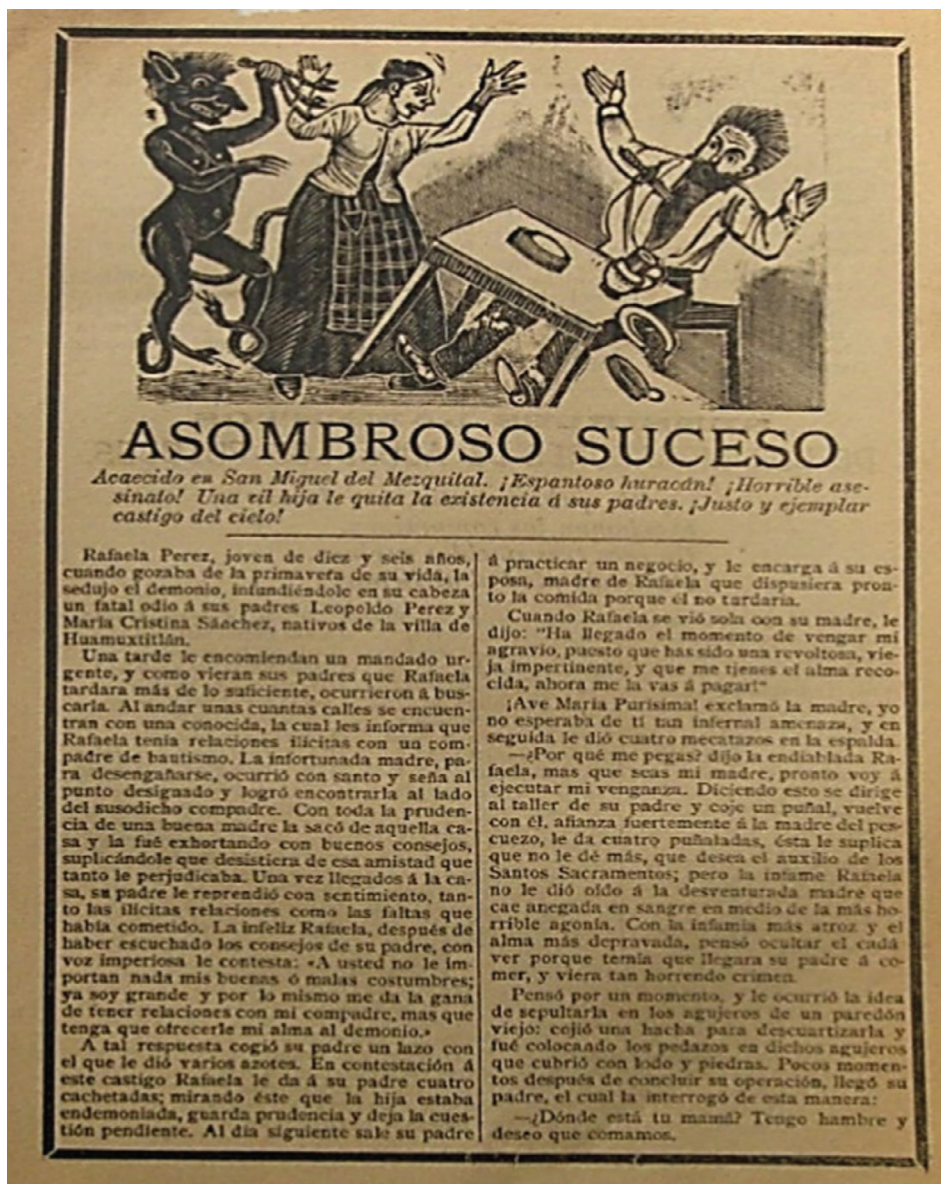 ASOMBROSO SUCESO
Acaecido en San Miguel del Mezquital. ¡Espantoso huracán! ¡Horrible ase-
sinato! Una vil hija le quita la existencia á sus padres. ¡Justo y ejemplar
castigo del cielo!
Rafaela Perez, joven de diez y seis años,
cuando gozaba de la primavera de su vida, la
sedujo el demonio, infundiéndole en su cabeza
un fatal odio á sus padres Leopoldo Perez y
María Cristina Sánchez, nativos de la villa de
Huamuxtitlán.
Una tarde le encomiendan un mandado ur-
gente, y como vieran sus padres que Rafaela
tardara más de lo suficiente, ocurrieron á bus-
carla. Al andar unas cuantas calles se encuen-
tran con una conocida, la cual les informa que
Rafaela tenía relaciones ilícitas con un com-
padre de bautismo. La infortunada madre, pa-
ra desengañarse, ocurrió con santo y seña al
punto designado y logró encontrarla al lado
del susodicho compadre. Con toda la pruden-
cia de una buena madre la sacó de aquella ca-
sa y la fué exhortando con buenos consejos,
suplicándole que desistiera de esa amistad que
tanto le perjudicaba. Una vez llegados á la ca-
sa, su padre le reprendió con sentimiento, tan-
to las ilícitas relaciones como las faltas que
había cometido. La infeliz Rafaela, después de
haber escuchado los consejos de su padre, con
voz imperiosa le contesta: «A usted no le im-
portan nada mis buenas ó malas costumbres;
ya soy grande y por lo mismo me da la gana
de tener relaciones con mi compadre, mas que
tenga que ofrecerle mi alma al demonio.»
A tal respuesta cogió su padre un lazo con
el que le dió varios azotes. En contestación á
este castigo Rafaela le da á su padre cuatro
cachetadas; mirando éste que la hija estaba
endemoniada, guarda prudencia y deja la cues-
tión pendiente. Al día siguiente sale su padre
á practicar un negocio, y le encarga á su es-
posa, madre de Rafaela que dispusiera pron-
to la comida porque él no tardaría.
Cuando Rafaela se vió sola con su madre, le
dijo: "Ha llegado el momento de vengar mi
agravio, puesto que has sido una revoltosa, vie-
ja impertinente, y que me tienes el alma reco-
cida, ahora me la vas á pagar!"
¡Ave María Purísima! exclamó la madre, yo
no esperaba de ti tan infernal amenaza, y en
seguida le dió cuatro mecatazos en la espalda.
—¿Por qué me pegas? dijo la endiablada Ra-
faela, mas que seas mi madre, pronto voy á
ejecutar mi venganza. Diciendo esto se dirige
al taller de su padre y coje un puñal, vuelve
con él, afianza fuertemente á la madre del pes-
cuezo, le da cuatro puñaladas, ésta le suplica
que no le dé más, que desea el auxilio de los
Santos Sacramentos; pero la infame Rafaela
no le dió oído á la desventurada madre que
cae anegada en sangre en medio de la más ho-
rrible agonía. Con la infamia más atroz y el
alma más depravada, pensó ocultar el cadá
ver porque temía que llegara su padre á co-
mer, y viera tan horrendo crimen.
Pensó por un momento, y le ocurrió la idea
de sepultarla en los agujeros de un paredón
viejo: cojió una hacha para descuartizarla y
fué colocando los pedazos en dichos agujeros
que cubrió con lodo y piedras. Pocos momen-
tos después de concluir su operación, llegó su
padre, el cual la interrogó de esta manera:
—¿Dónde está tu mamá? Tengo hambre y
deseo que comamos.